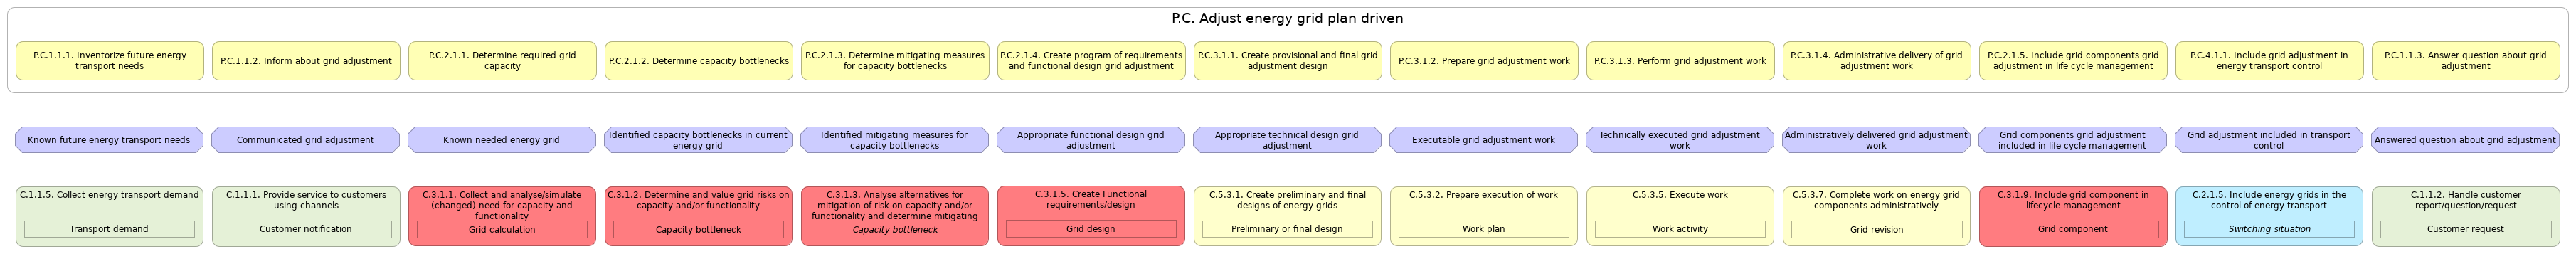 P.C. Adjust energy grid plan driven
P.C.1.1.1. Inventorize future energy
transport needs
P.C.1.1.2. Inform about grid adjustment
P.C.2.1.1. Determine required grid
capacity
P.C.2.1.2. Determine capacity bottlenecks
P.C.2.1.3. Determine mitigating measures
for capacity bottlenecks
P.C.2.1.4. Create program of requirements
and functional design grid adjustment
P.C.3.1.1. Create provisional and final grid
adjustment design
P.C.3.1.2. Prepare grid adjustment work
P.C.3.1.3. Perform grid adjustment work
P.C.3.1.4. Administrative delivery of grid
adjustment work
P.C.2.1.5. Include grid components grid
adjustment in life cycle management
P.C.4.1.1. Include grid adjustment in
energy transport control
P.C.1.1.3. Answer question about grid
adjustment
Known future energy transport needs
Communicated grid adjustment
Known needed energy grid
Identified capacity bottlenecks in current
energy grid
Identified mitigating measures for
capacity bottlenecks
Appropriate functional design grid
adjustment
Appropriate technical design grid
adjustment
Executable grid adjustment work
Technically executed grid adjustment
work
Administratively delivered grid adjustment
work
Grid components grid adjustment
included in life cycle management
Grid adjustment included in transport
control
Answered question about grid adjustment
C.1.1.5. Collect energy transport demand
Transport demand
C.1.1.1. Provide service to customers
using channels
Customer notification
C.3.1.1. Collect and analyse/simulate
(changed) need for capacity and
functionality
Grid calculation
C.3.1.2. Determine and value grid risks on
capacity and/or functionality
Capacity bottleneck
C.3.1.3. Analyse alternatives for
mitigation of risk on capacity and/or
functionality and determine mitigating
Capacity bottleneck
C.3.1.5. Create Functional
requirements/design
Grid design
C.5.3.1. Create preliminary and final
designs of energy grids
Preliminary or final design
C.5.3.2. Prepare execution of work
Work plan
C.5.3.5. Execute work
Work activity
C.5.3.7. Complete work on energy grid
components administratively
Grid revision
C.3.1.9. Include grid component in
lifecycle management
Grid component
C.2.1.5. Include energy grids in the
control of energy transport
Switching situation
C.1.1.2. Handle customer
report/question/request
Customer request